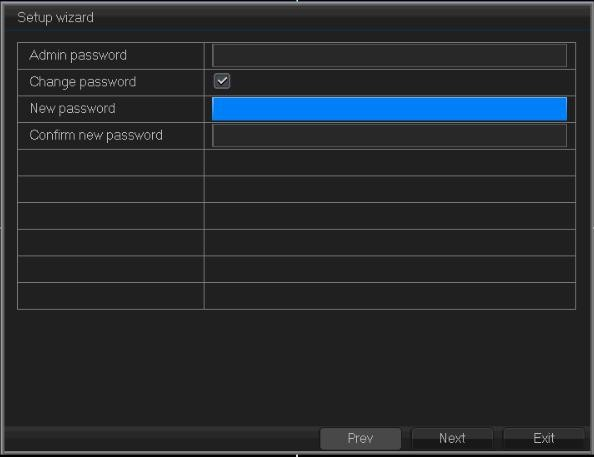 Setup wizard
Admin password
Change password
New password
Confirm new password
Prev Next Exit